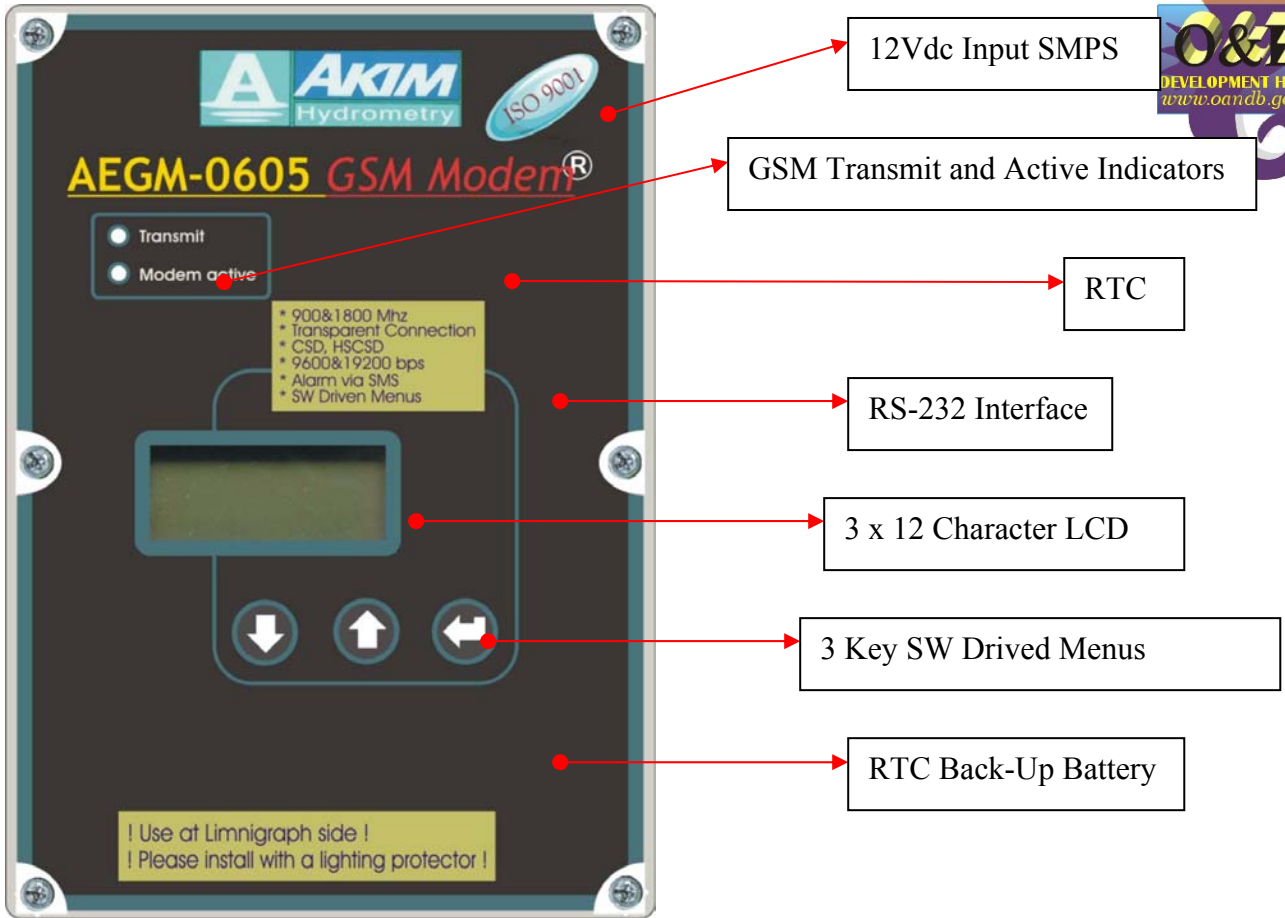 A AKIM
Hydrometry
ISO 9001
AEGM-0605 GSM Modem®
Transmit
Modem active
* 900&1800 Mhz
* Transparent Connection
* CSD, HSCSD
* 9600&19200 bps
* Alarm via SMS
* SW Driven Menus
! Use at Limnigraph side !
! Please install with a lighting protector !
12Vdc Input SMPS
GSM Transmit and Active Indicators
RTC
RS-232 Interface
3 x 12 Character LCD
3 Key SW Drived Menus
RTC Back-Up Battery
DEVELOPMENT